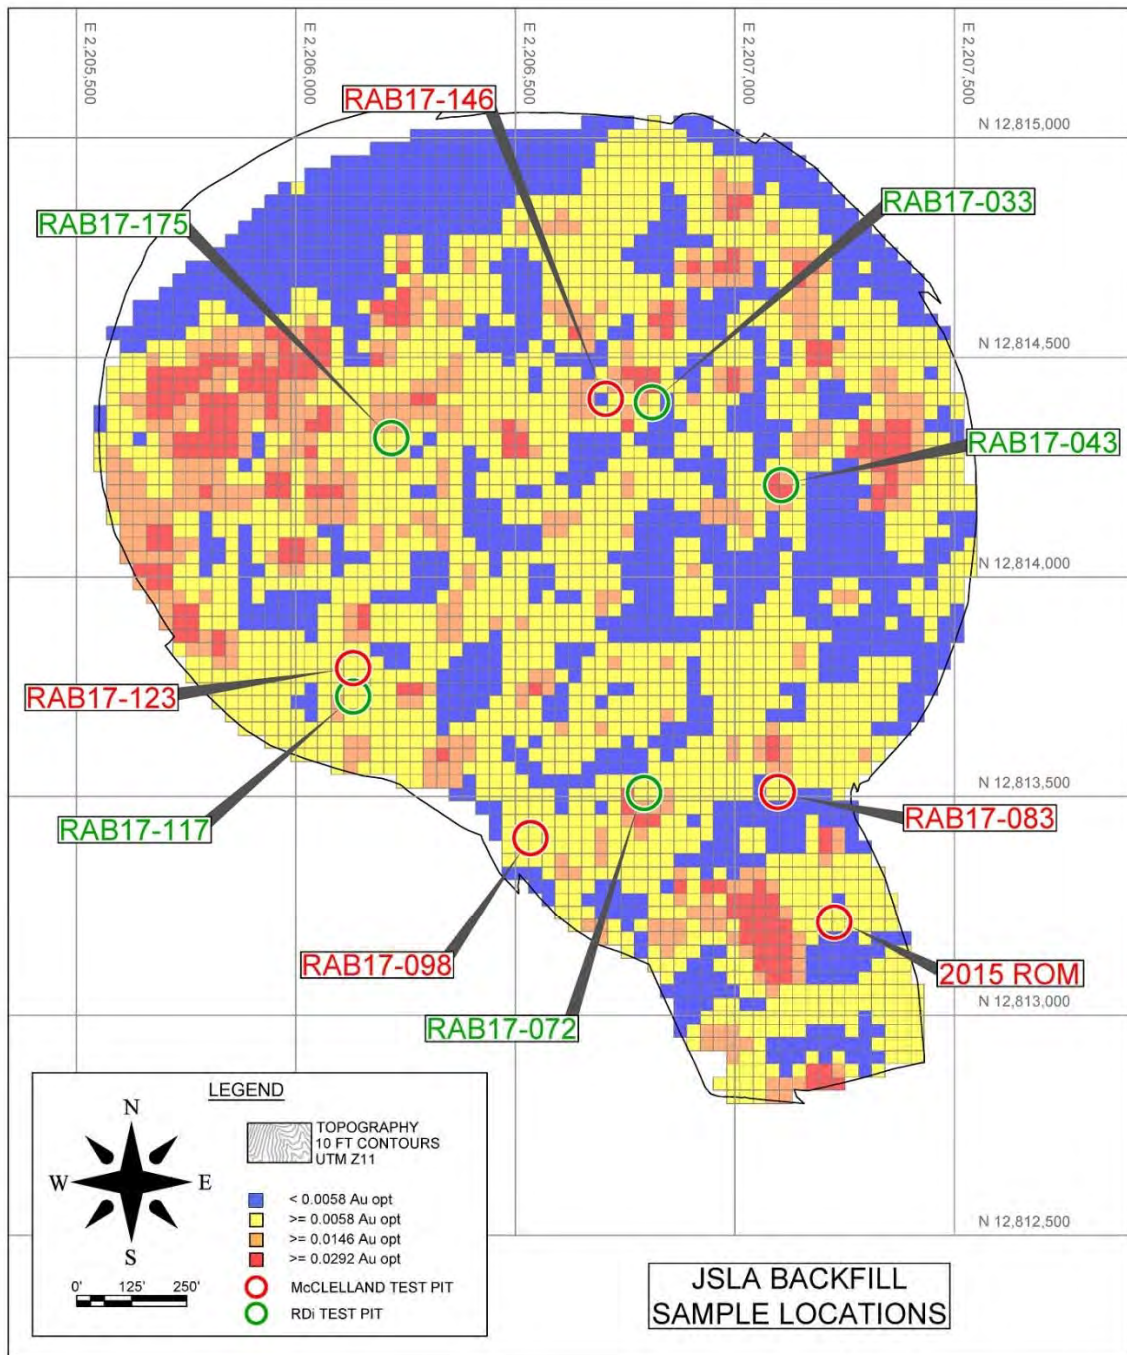 E 2,205,500
E 2,206,000
E 2,206,500
E 2,207,000
E 2,207,500
RAB17-146
N 12,815,000
RAB17-175
RAB17-033
N 12,814,500
RAB17-043
N 12,814,000
RAB17-123
RAB17-117
N 12,813,500
RAB17-083
RAB17-098
2015 ROM
N 12,813,000
RAB17-072
LEGEND
N
W E
S
TOPOGRAPHY
10 FT CONTOURS
UTM Z11
< 0.0058 Au opt
>= 0.0058 Au opt
>= 0.0146 Au opt
>= 0.0292 Au opt
0' 125' 250'
McCLELLAND TEST PIT
RDi TEST PIT
N 12,812,500
JSLA BACKFILL
SAMPLE LOCATIONS